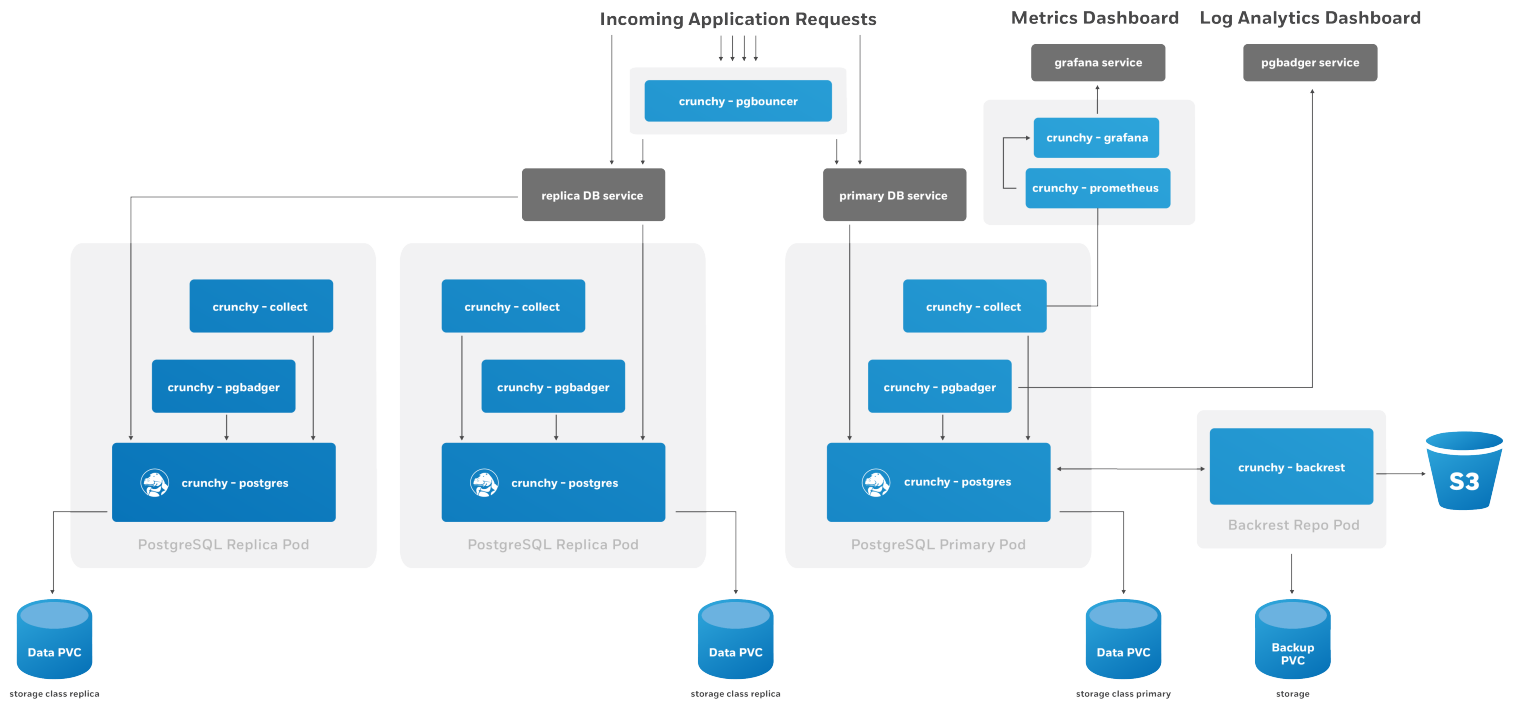 Incoming Application Requests
Metrics Dashboard
Log Analytics Dashboard
grafana service
pgbadger service
crunchy - pgbouncer
crunchy - grafana
crunchy - prometheus
replica DB service
primary DB service
crunchy - collect
crunchy - collect
crunchy - collect
crunchy - pgbadger
crunchy - pgbadger
crunchy - pgbadger
crunchy - postgres
crunchy - postgres
crunchy - postgres
crunchy - backrest
S3
PostgreSQL Replica Pod
PostgreSQL Replica Pod
PostgreSQL Primary Pod
Backrest Repo Pod
Data PVC
Data PVC
Data PVC
Backup
PVC
storage class replica
storage class replica
storage class primary
storage